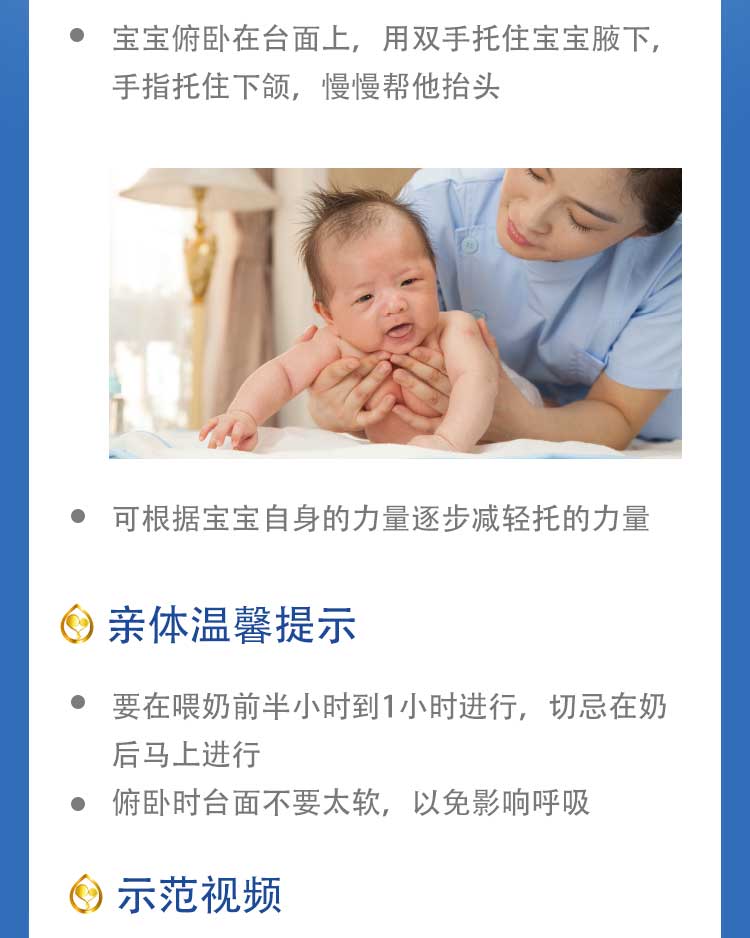 宝宝俯卧在台面上，用双手托住宝宝腋下，
手指托住下颌，慢慢帮他抬头
可根据宝宝自身的力量逐步减轻托的力量
亲体温馨提示
要在喂奶前半小时到1小时进行，切忌在奶
后马上进行
俯卧时台面不要太软，以免影响呼吸
示范视频